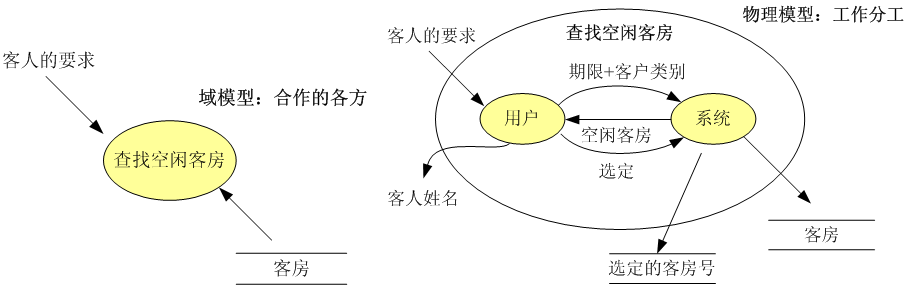 客人的要求
域模型：合作的各方
查找空闲客房
客房
物理模型：工作分工
客人的要求
查找空闲客房
期限+客户类别
用户
系统
空闲客房
选定
客人姓名
客房
选定的客房号